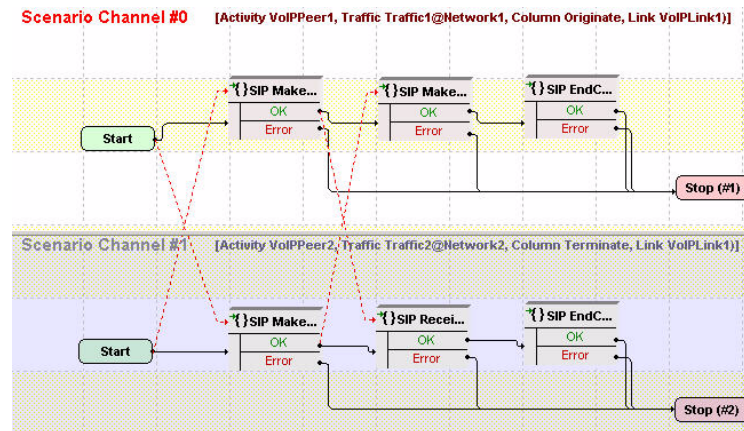 Scenario Channel #0 [Activity VoIPPeer1, Traffic Traffic1@Network1, Column Originate, Link VoIPLink1)]
{}SIP Make... {}SIP Make... {}SIP EndC...
OK OK OK
Error Error Error
Start
Stop (#1)
Scenario Channel #1 [Activity VoIPPeer2, Traffic Traffic2@Network2, Column Terminate, Link VoIPLink1)]
{}SIP Make... {}SIP Recei... {}SIP EndC...
OK OK OK
Start
Error Error Error
Stop (#2)